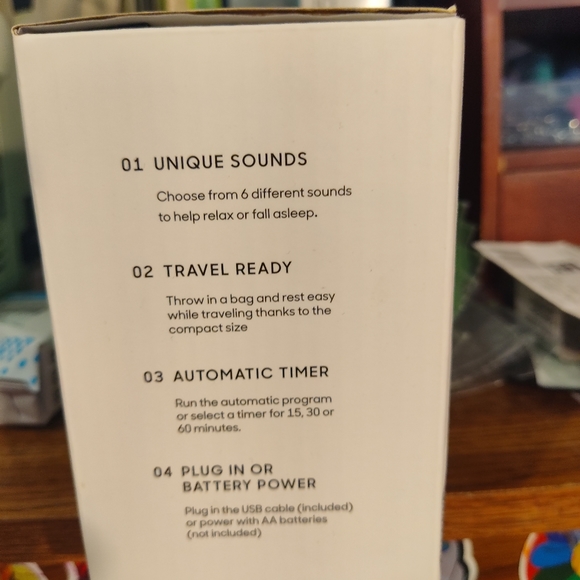 01 UNIQUE SOUNDS
Choose from 6 different sounds
to help relax or fall asleep.
02 TRAVEL READY
Throw in a bag and rest easy
while traveling thanks to the
compact size
03 AUTOMATIC TIMER
Run the automatic program
or select a timer for 15, 30 or
60 minutes.
04 PLUG IN OR
BATTERY POWER
Plug in the USB cable (included)
or power with AA batteries
(not included)